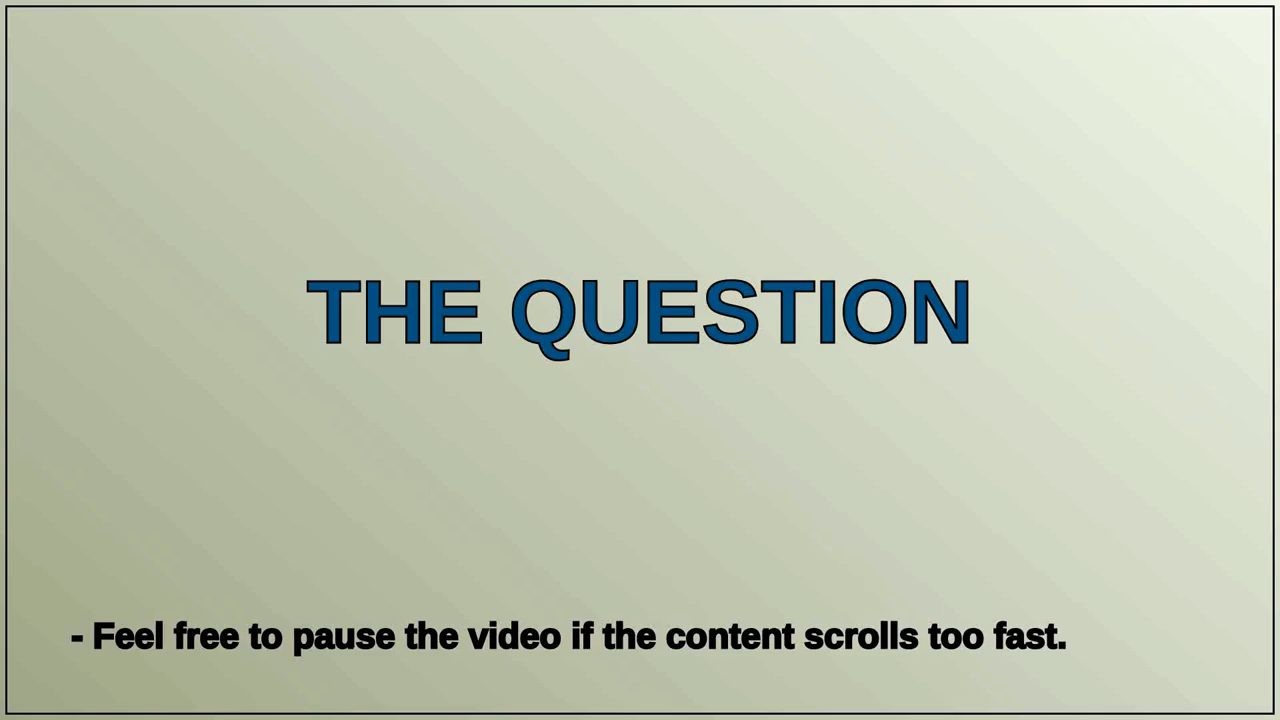 THE QUESTION
- Feel free to pause the video if the content scrolls too fast.